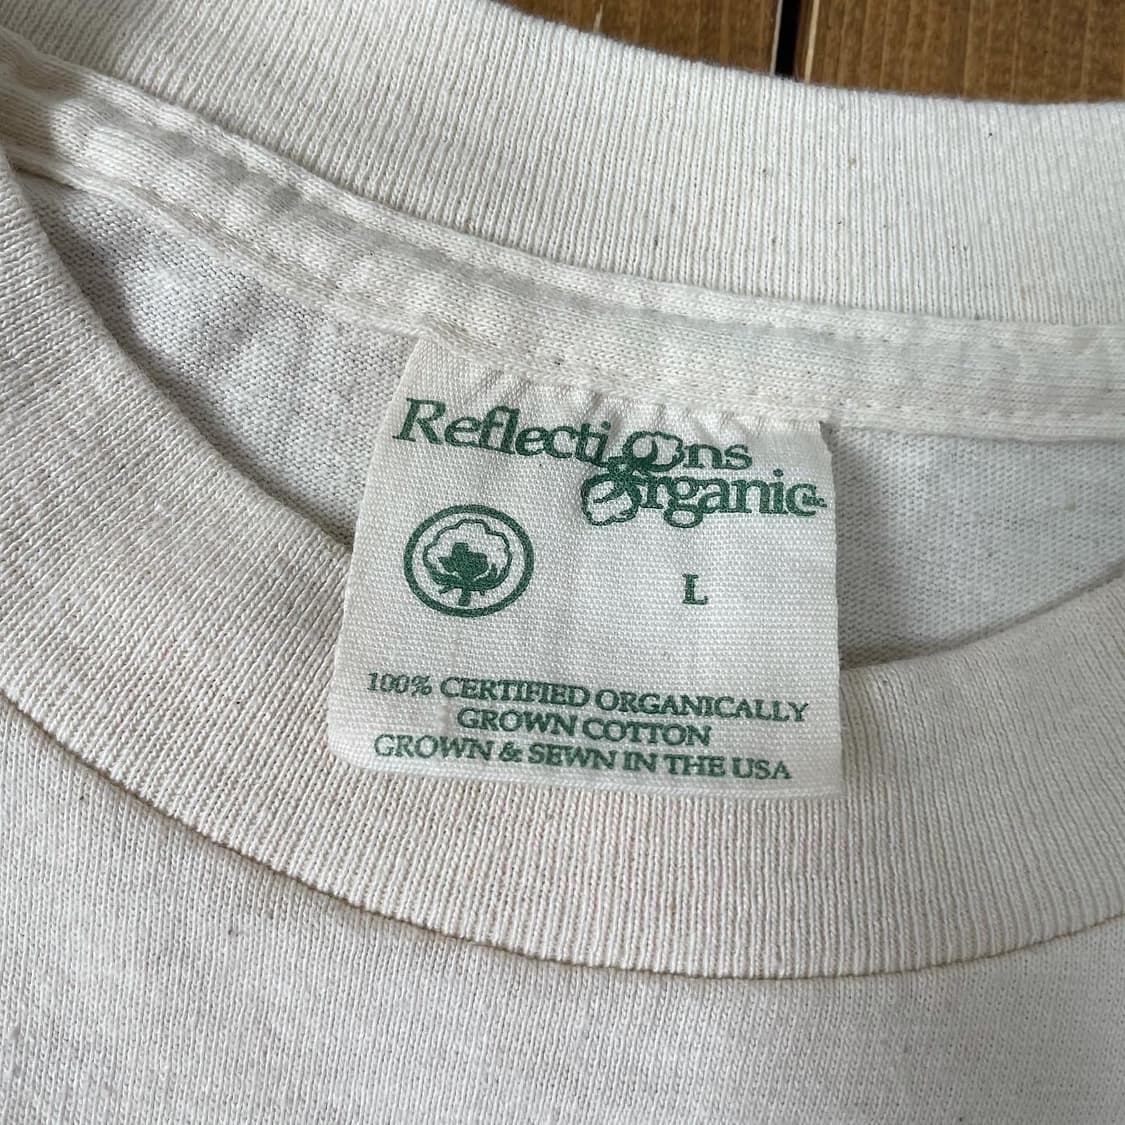 Reflections
Organic
L
100% CERTIFIED ORGANICALLY
GROWN COTTON
GROWN & SEWN IN THE USA